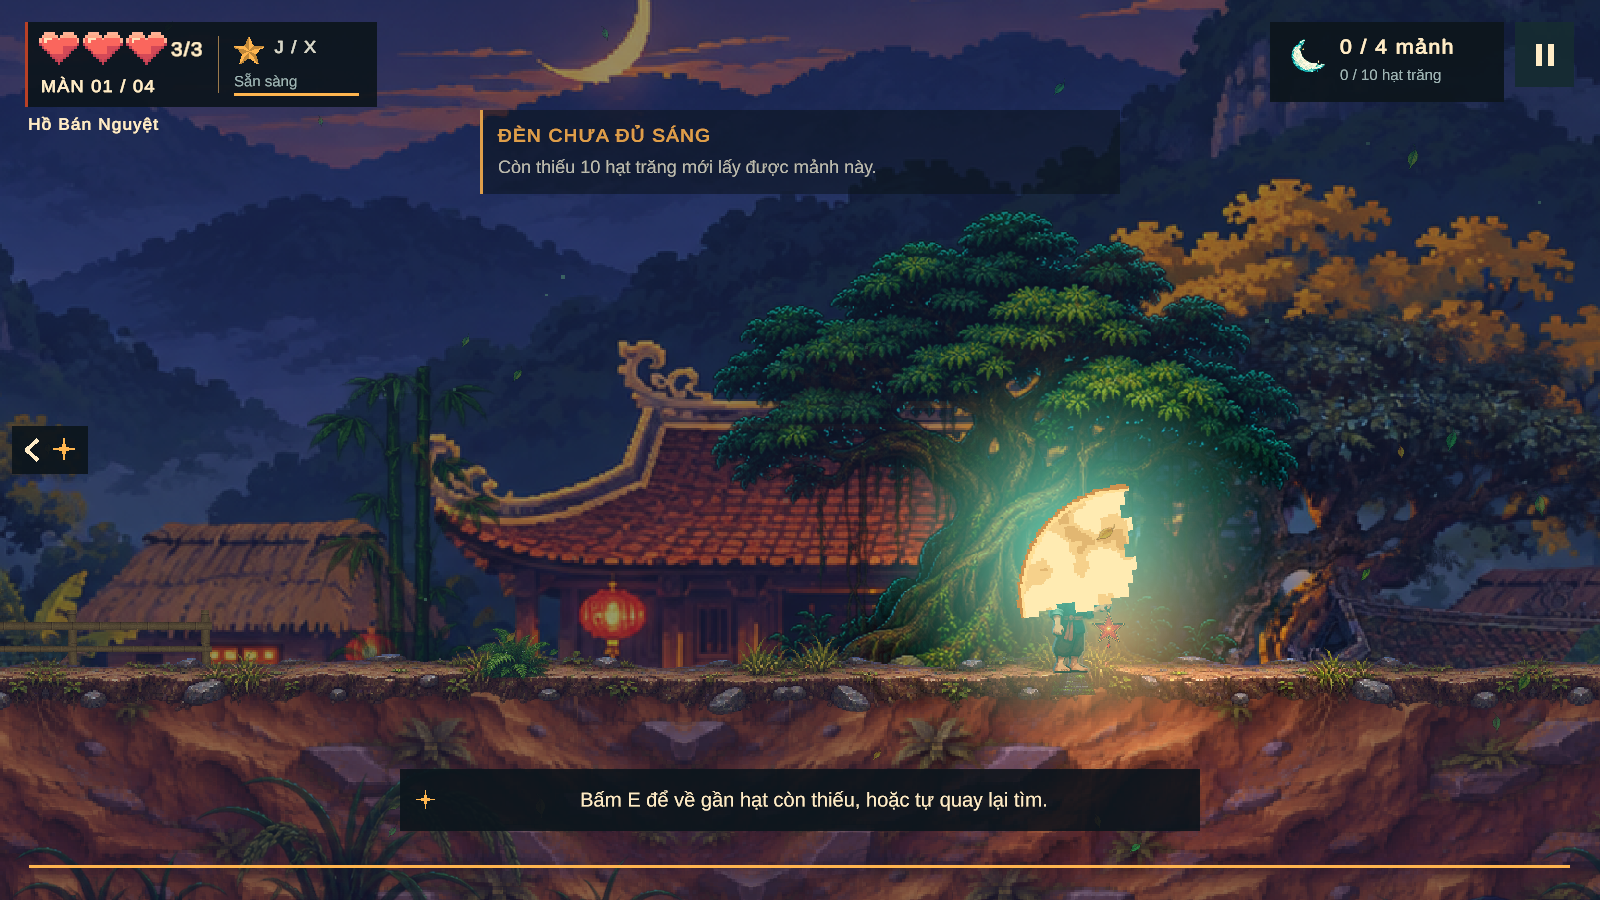 3/3
J / X
Sẵn sàng
MÀN 01 / 04
Hồ Bán Nguyệt
0 / 4 mảnh
0 / 10 hạt trăng
ĐÈN CHƯA ĐỦ SÁNG
Còn thiếu 10 hạt trăng mới lấy được mảnh này.
Bấm E để về gần hạt còn thiếu, hoặc tự quay lại tìm.